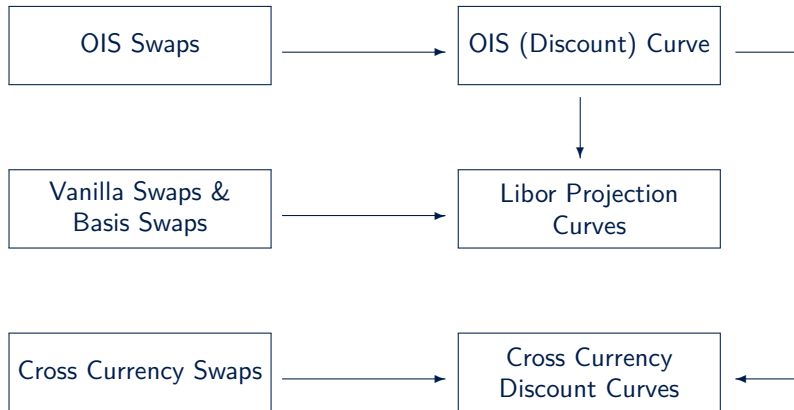 OIS Swaps
OIS (Discount) Curve
Vanilla Swaps &
Basis Swaps
Libor Projection
Curves
Cross Currency Swaps
Cross Currency
Discount Curves